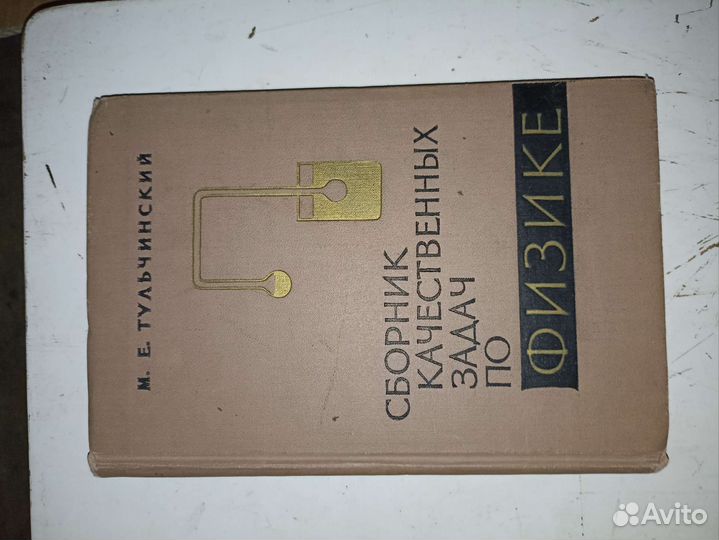 М. Е. ТУЛЬЧИНСКИЙ
СБОРНИК
КАЧЕСТВЕННЫХ
ЗАДАЧ
ПО
ФИЗИКЕ
Avito